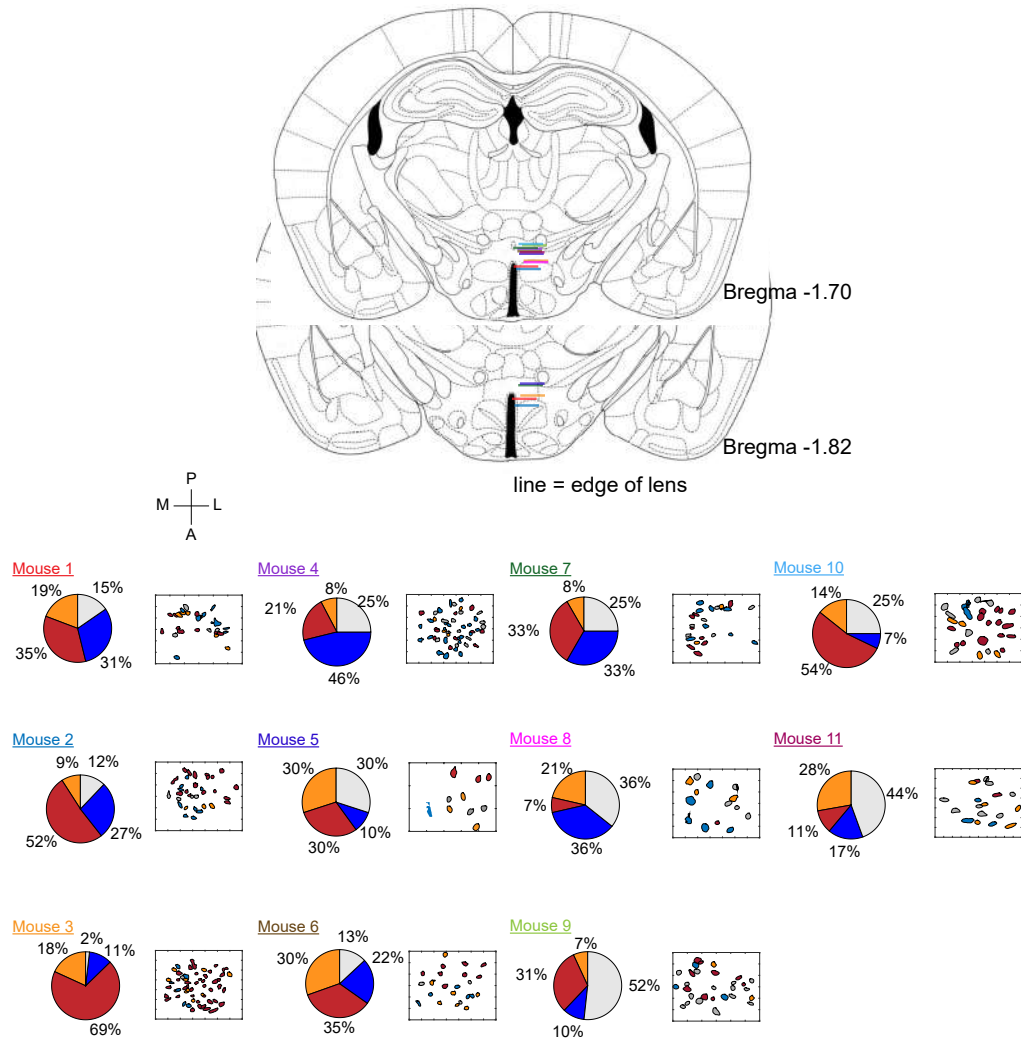 Bregma -1.70
Bregma -1.82
line = edge of lens
P
M L
A
Mouse 1
19% 15%
35% 31%
Mouse 4
8%
21% 25%
46%
Mouse 7
8%
25%
33%
33%
Mouse 10
14%
25%
7%
54%
Mouse 2
9% 12%
52% 27%
Mouse 5
30% 30%
10%
30%
Mouse 8
21% 36%
7%
36%
Mouse 11
28%
44%
11%
17%
Mouse 3
18% 2% 11%
69%
Mouse 6
13%
30% 22%
35%
Mouse 9
7%
31% 52%
10%